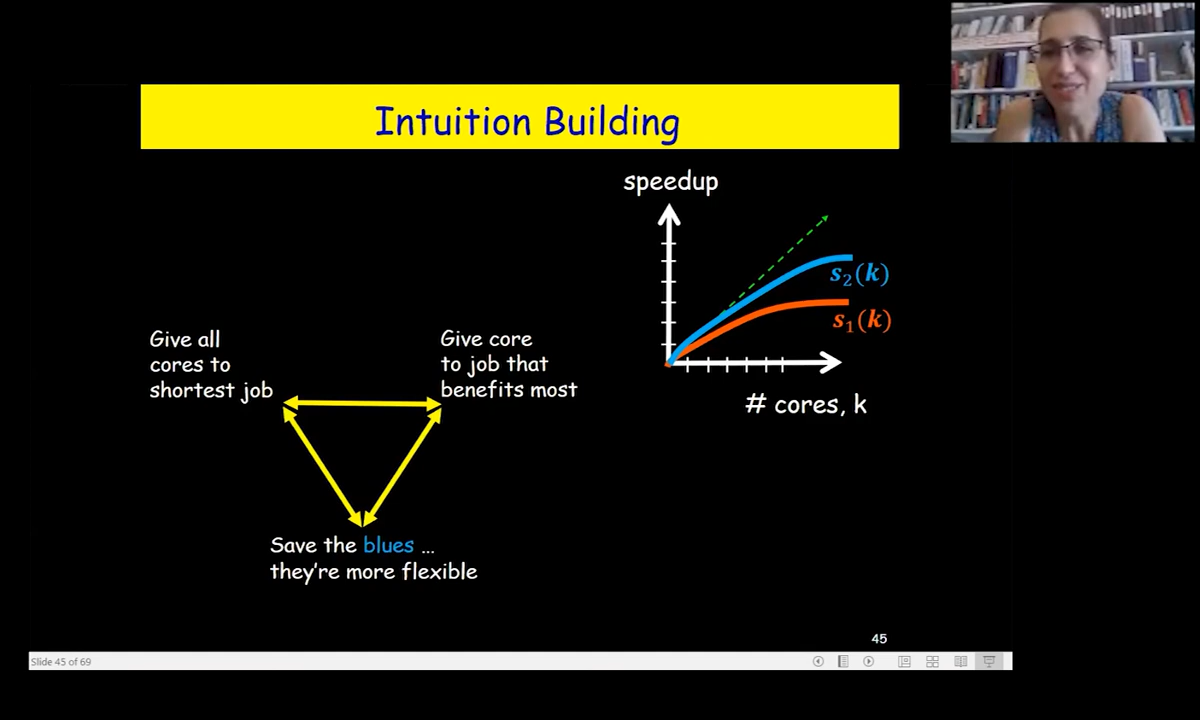 Intuition Building
speedup
s₂(k)
s₁(k)
# cores, k
Give all
cores to
shortest job
Give core
to job that
benefits most
Save the blues ...
they're more flexible
45
Slide 45 of 69